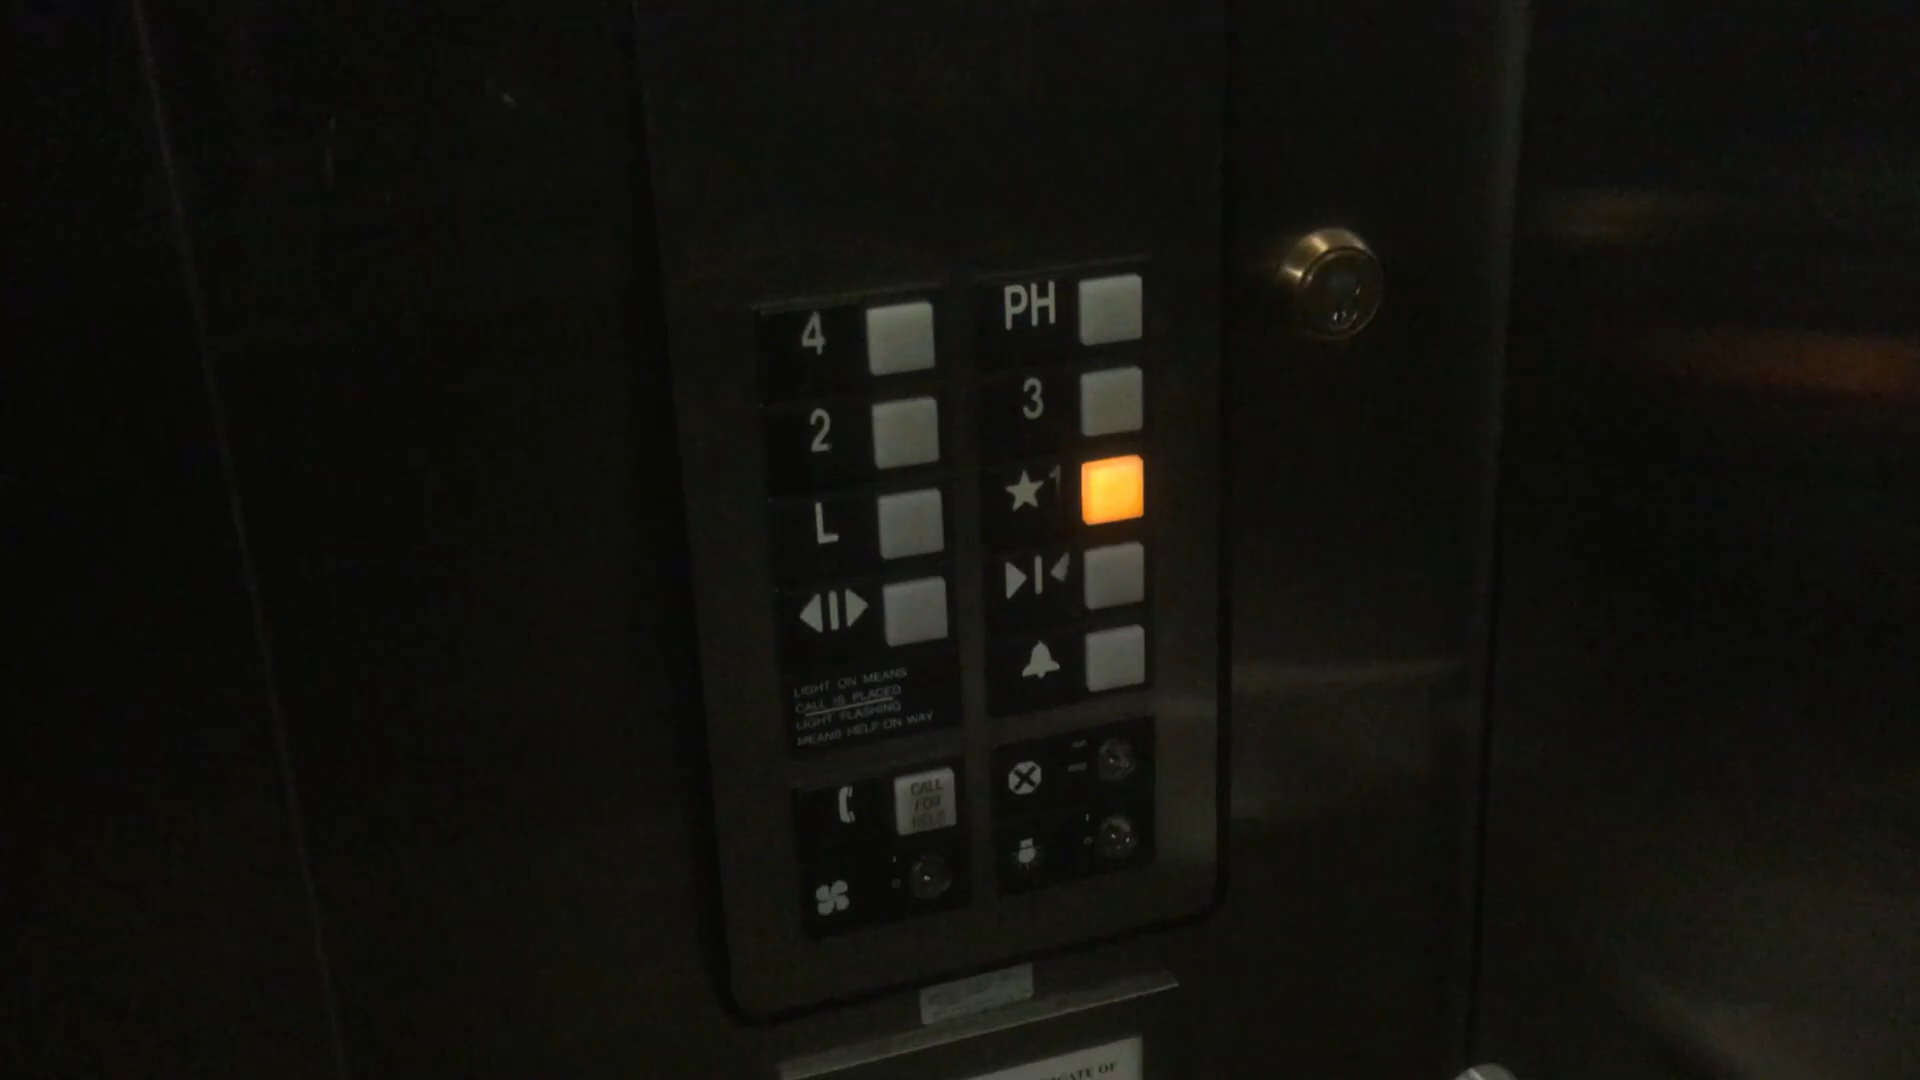 4
PH
2
3
L
★1
LIGHT ON MEANS
CALL IS PLACED
LIGHT FLASHING
MEANS HELP ON WAY
CALL
FOR
HELP